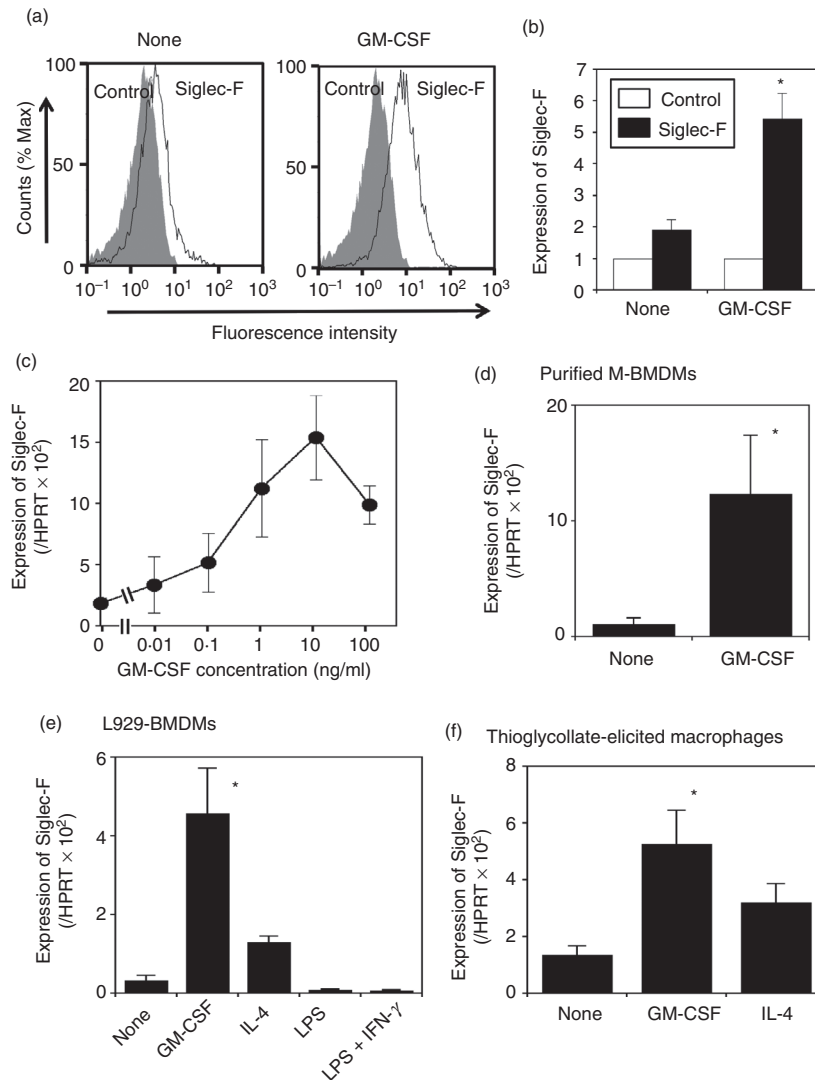 (a)
None
GM-CSF
Control
Siglec-F
Control
Siglec-F
Counts (% Max)
100
50
0
10⁻¹ 10⁰ 10¹ 10² 10³
100
50
0
10⁻¹ 10⁰ 10¹ 10² 10³
Fluorescence intensity
(b)
Expression of Siglec-F
7
6
5
4
3
2
1
0
Control
Siglec-F
*
None
GM-CSF
(c)
Expression of Siglec-F
(/HPRT × 10²)
20
15
10
5
0
0 0·01 0·1 1 10 100
GM-CSF concentration (ng/ml)
(d)
Purified M-BMDMs
Expression of Siglec-F
(/HPRT × 10²)
20
10
0
*
None
GM-CSF
(e)
L929-BMDMs
Expression of Siglec-F
(/HPRT × 10²)
6
4
2
0
*
None
GM-CSF
IL-4
LPS
LPS + IFN-γ
(f)
Thioglycollate-elicited macrophages
Expression of Siglec-F
(/HPRT × 10²)
8
6
4
2
0
*
None
GM-CSF
IL-4